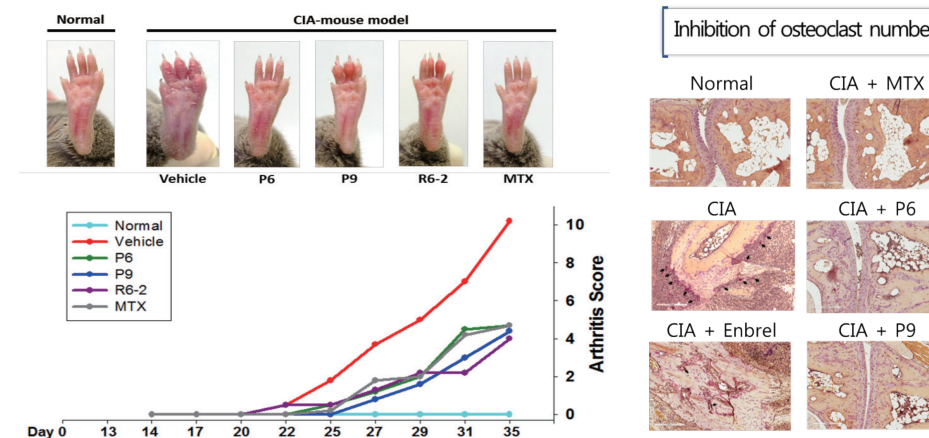 Normal
CIA-mouse model
Vehicle
P6
P9
R6-2
MTX
Normal
Vehicle
P6
P9
R6-2
MTX
10
8
6
4
2
0
Arthritis Score
Day 0
13
14
17
20
22
25
27
29
31
35
Inhibition of osteoclast numbe
Normal
CIA + MTX
CIA
CIA + P6
CIA + Enbrel
CIA + P9